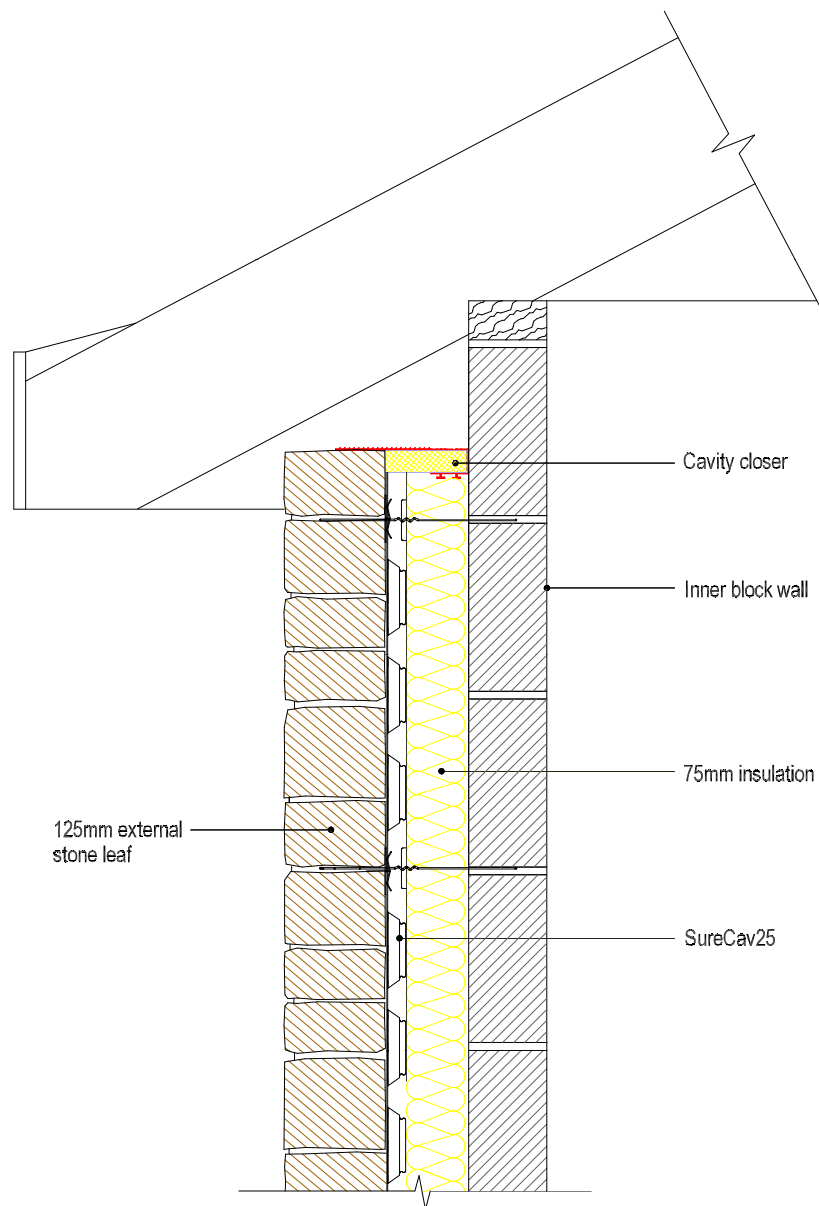 Cavity closer
Inner block wall
75mm insulation
125mm external
stone leaf
SureCav25